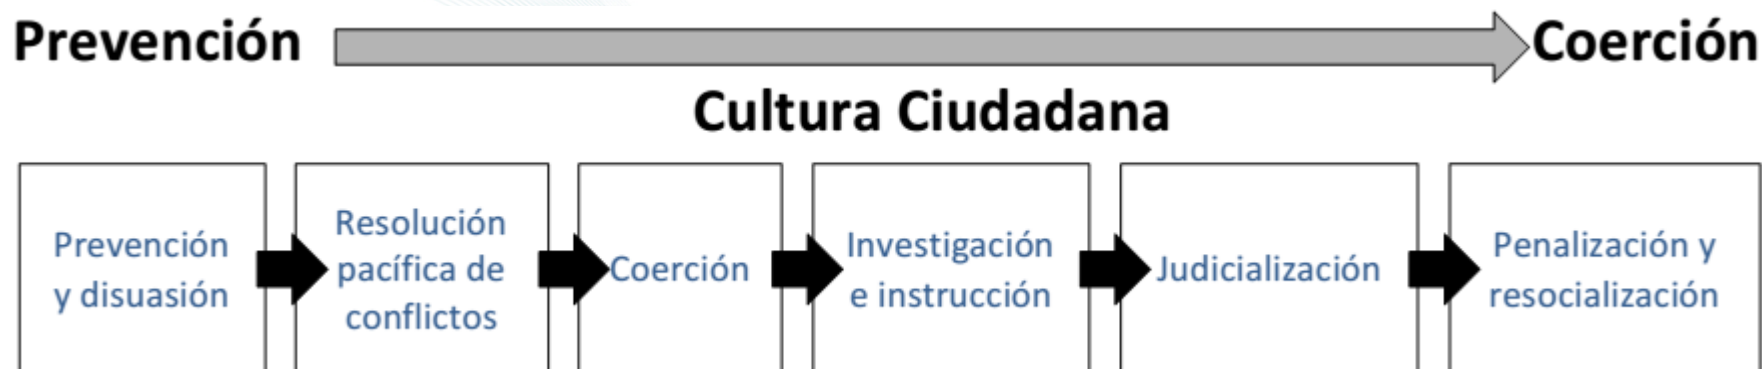 Prevención
Coerción
Cultura Ciudadana
Prevención
y disuasión
Resolución
pacífica de
conflictos
Coerción
Investigación
e instrucción
Judicialización
Penalización y
resocialización